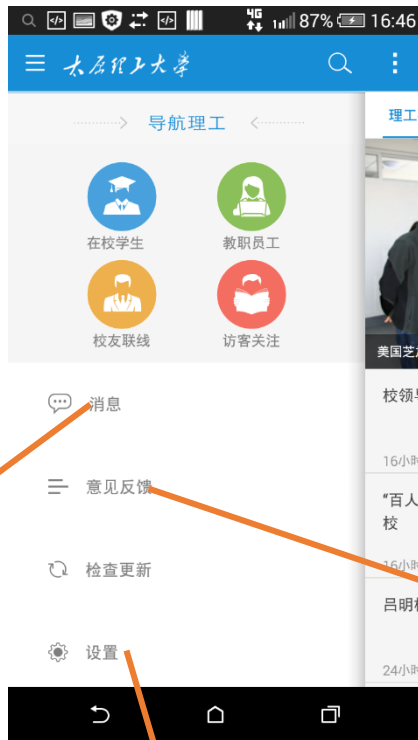 4G 87% 16:46
太原理工大学
导航理工
理工
在校学生 教职员工
校友联线 访客关注
美国芝
消息
校领
16小时
意见反馈
“百人
校
检查更新
16小时
吕明
设置
24小时